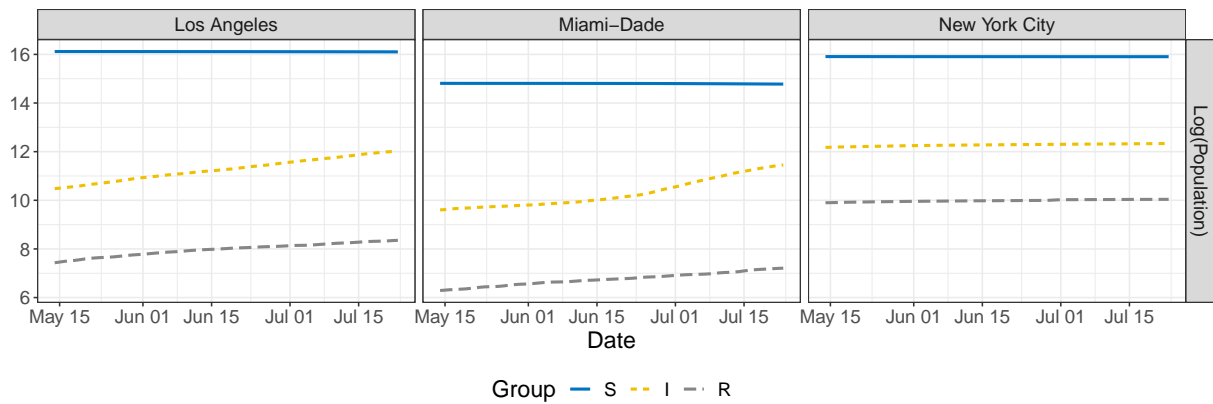 Los Angeles Miami−Dade New York City
16
14
12
10
8
6
Log(Population)
May 15 Jun 01 Jun 15 Jul 01 Jul 15 May 15 Jun 01 Jun 15 Jul 01 Jul 15 May 15 Jun 01 Jun 15 Jul 01 Jul 15
Date
Group S I R